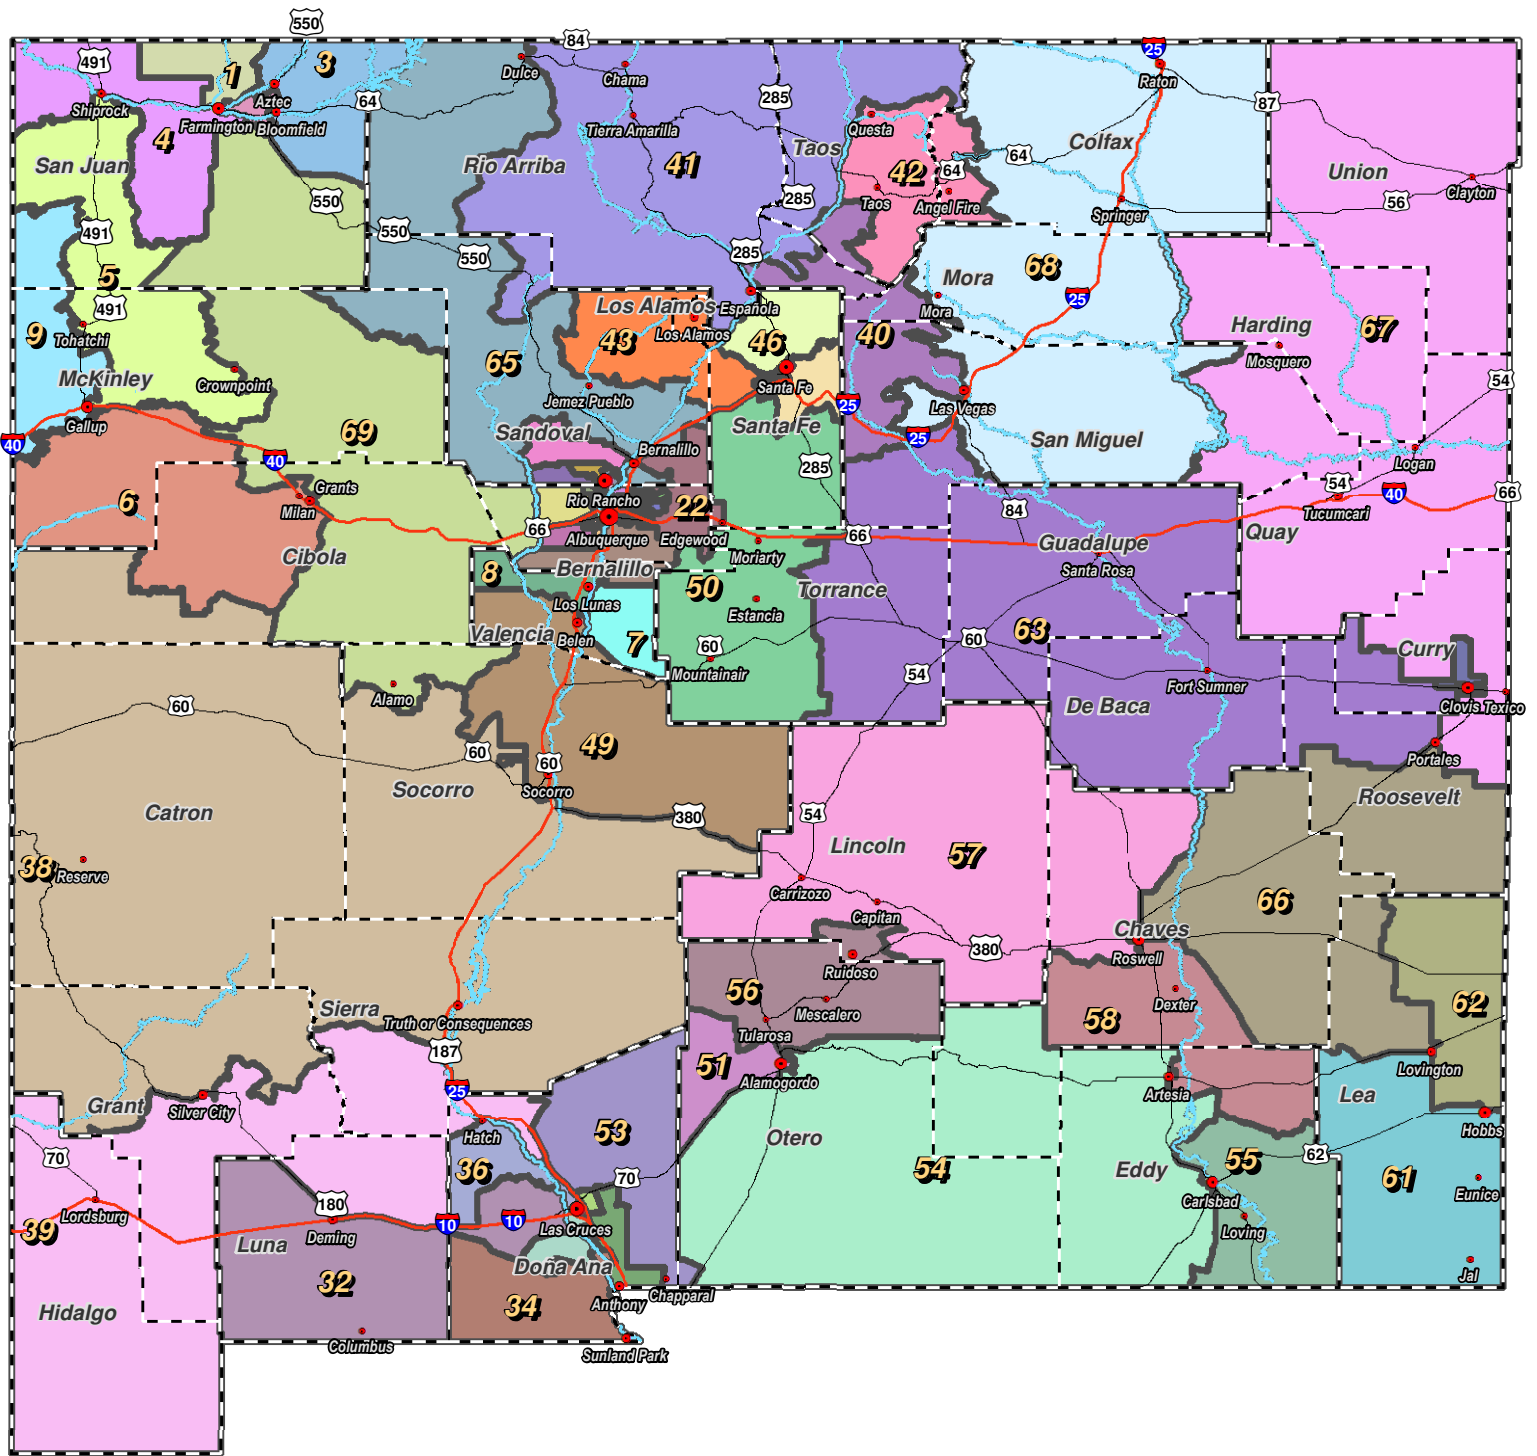 550
84
25
491
1
3
Dulce
Chama
Raton
Shiprock
Aztec
64
285
87
Farmington
Bloomfield
Tierra Amarilla
Questa
4
Taos
64
Colfax
San Juan
Rio Arriba
41
42
64
Union
Clayton
550
285
Taos
Angel Fire
Springer
56
491
550
550
285
5
Mora
68
491
Los Alamos
Española
25
Mora
9
Tohatchi
43
Los Alamos
46
40
Harding
67
65
Mosquero
McKinley
Crownpoint
Jemez Pueblo
Santa Fe
54
Gallup
25
Las Vegas
40
69
Sandoval
Santa Fe
25
San Miguel
40
Bernalillo
285
Logan
Grants
54
40
66
6
Milan
Rio Rancho
22
84
Tucumcari
66
Albuquerque
Edgewood
66
Quay
Cibola
Moriarty
Guadalupe
8
Bernalillo
Santa Rosa
50
Torrance
Los Lunas
Estancia
Valencia
Belen
7
60
60
63
Curry
Mountainair
54
Fort Sumner
Alamo
60
De Baca
Clovis
Texico
49
60
60
Portales
Socorro
Socorro
Roosevelt
Catron
380
54
Lincoln
57
38
Reserve
Carrizozo
66
Capitan
Chaves
380
Roswell
Ruidoso
56
Dexter
62
Sierra
Mescalero
58
Truth or Consequences
Tularosa
187
51
Lovington
25
Alamogordo
Artesia
Lea
Grant
Silver City
Hatch
53
Otero
Hobbs
70
36
54
Eddy
55
62
70
61
Eunice
180
Carlsbad
Lordsburg
10
10
39
Deming
Las Cruces
Loving
Luna
Doña Ana
Jal
32
Anthony
Chapparal
Hidalgo
34
Columbus
Sunland Park